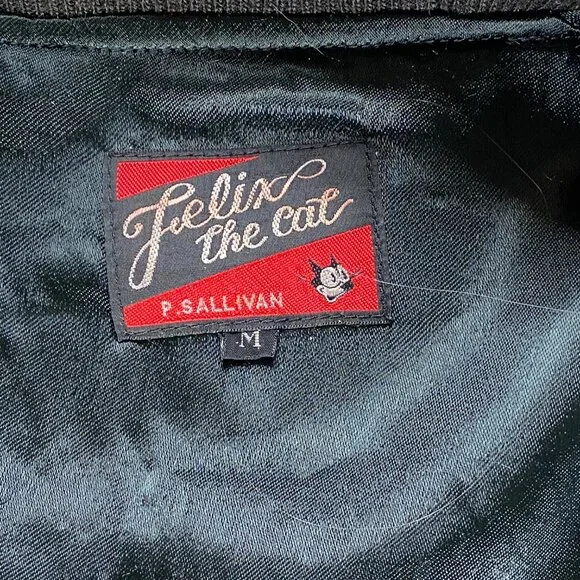 Felix
the cat
P.SALLIVAN
M